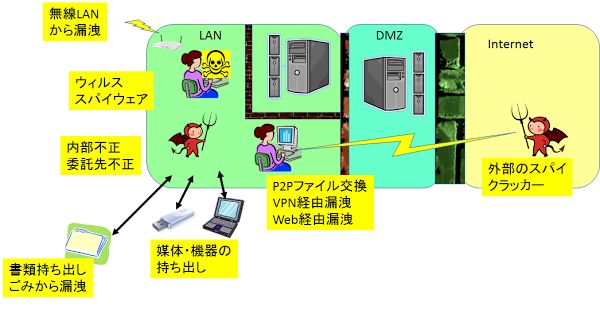 無線LAN
から漏洩
LAN
DMZ
Internet
ウィルス
スパイウェア
内部不正
委託先不正
P2Pファイル交換
VPN経由漏洩
Web経由漏洩
外部のスパイ
クラッカー
媒体・機器の
持ち出し
書類持ち出し
ごみから漏洩